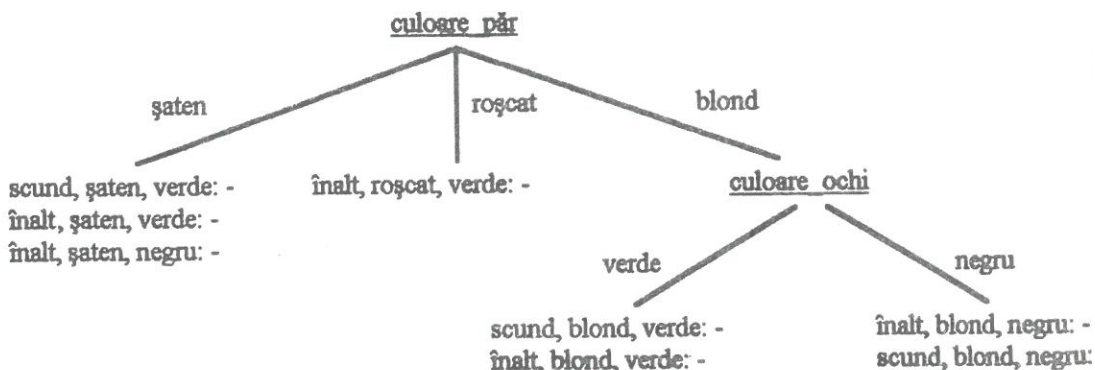 culoare păr
şaten
roşcat
blond
scund, şaten, verde: -
înalt, şaten, verde: -
înalt, şaten, negru: -
înalt, roşcat, verde: -
culoare ochi
verde
negru
scund, blond, verde: -
înalt, blond, verde: -
înalt, blond, negru: -
scund, blond, negru: